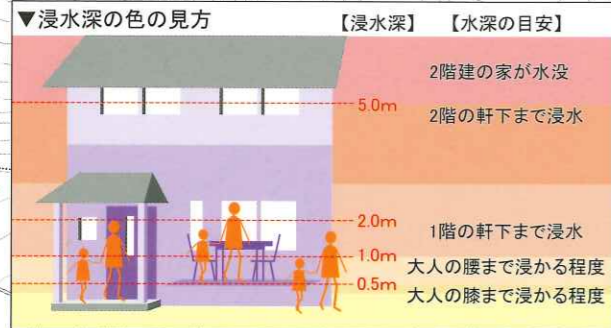 ▼浸水深の色の見方 【浸水深】 【水深の目安】
2階建の家が水没
5.0m
2階の軒下まで浸水
2.0m
1階の軒下まで浸水
1.0m
大人の腰まで浸かる程度
0.5m
大人の膝まで浸かる程度